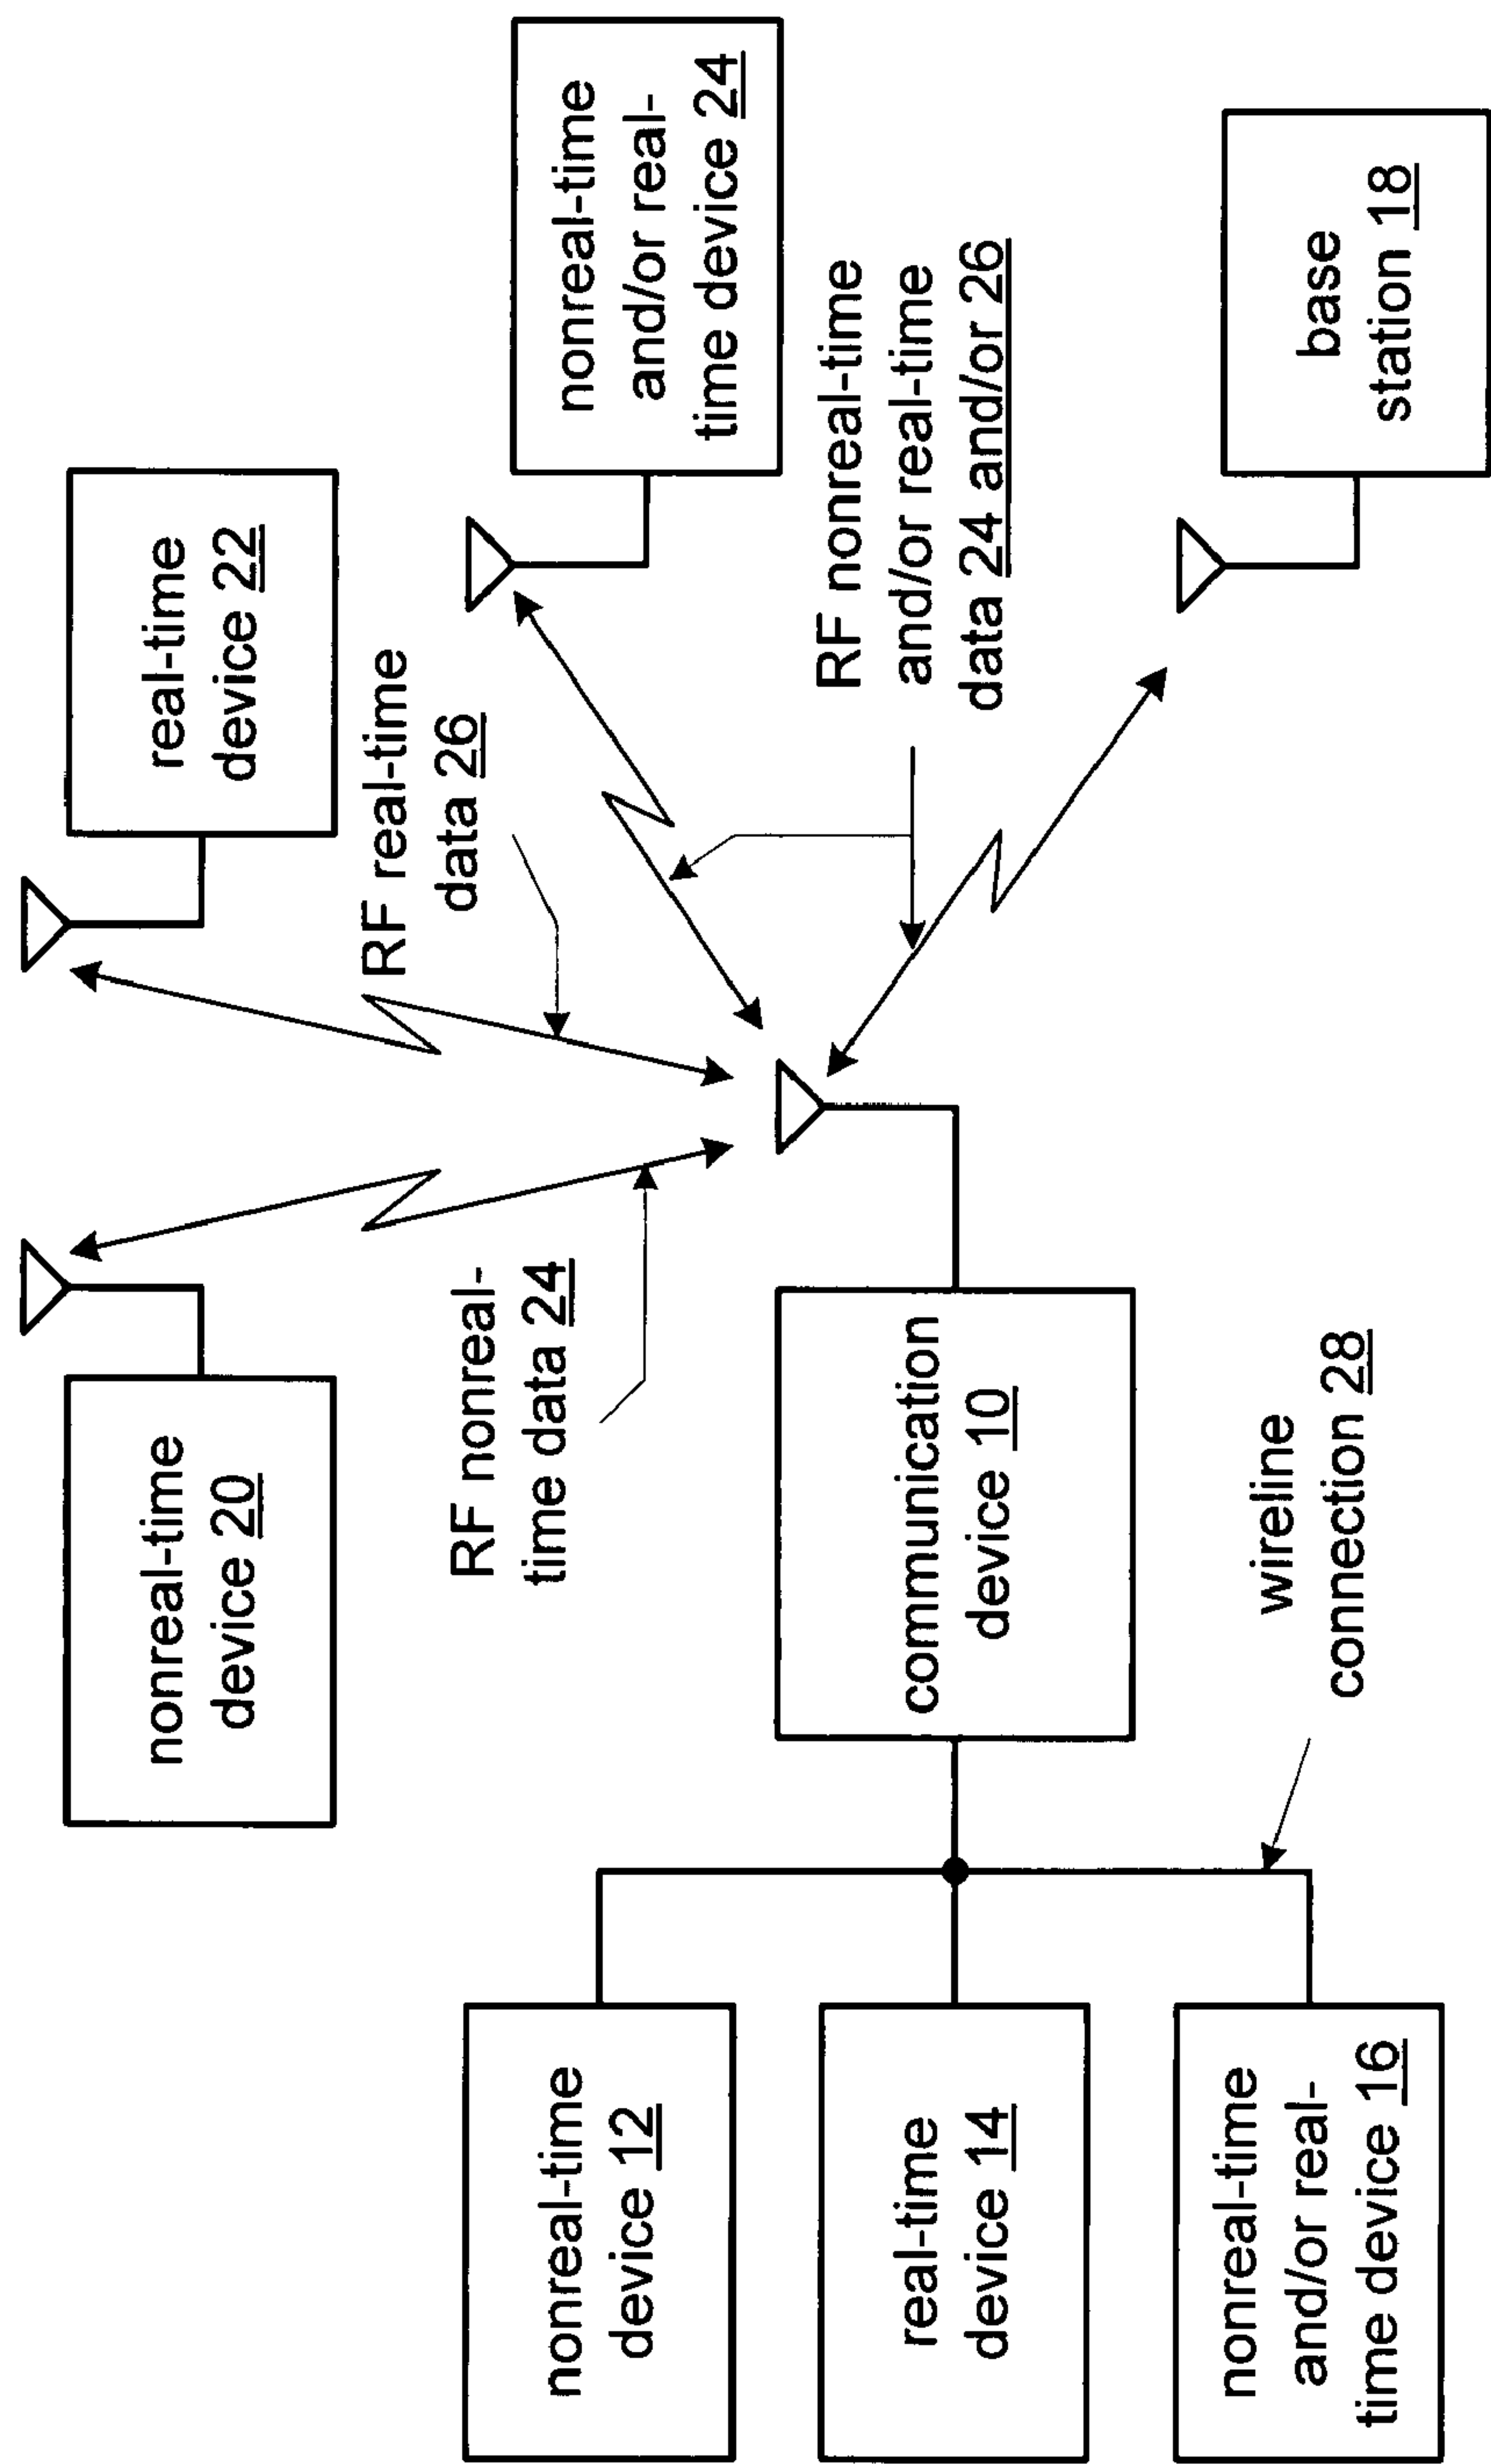 nonreal-time
device 20
real-time
device 22
RF real-time
data 26
RF nonreal-
time data 24
nonreal-time
and/or real-
time device 24
nonreal-time
device 12
real-time
device 14
nonreal-time
and/or real-
time device 16
communication
device 10
RF nonreal-time
and/or real-time
data 24 and/or 26
wireline
connection 28
base
station 18